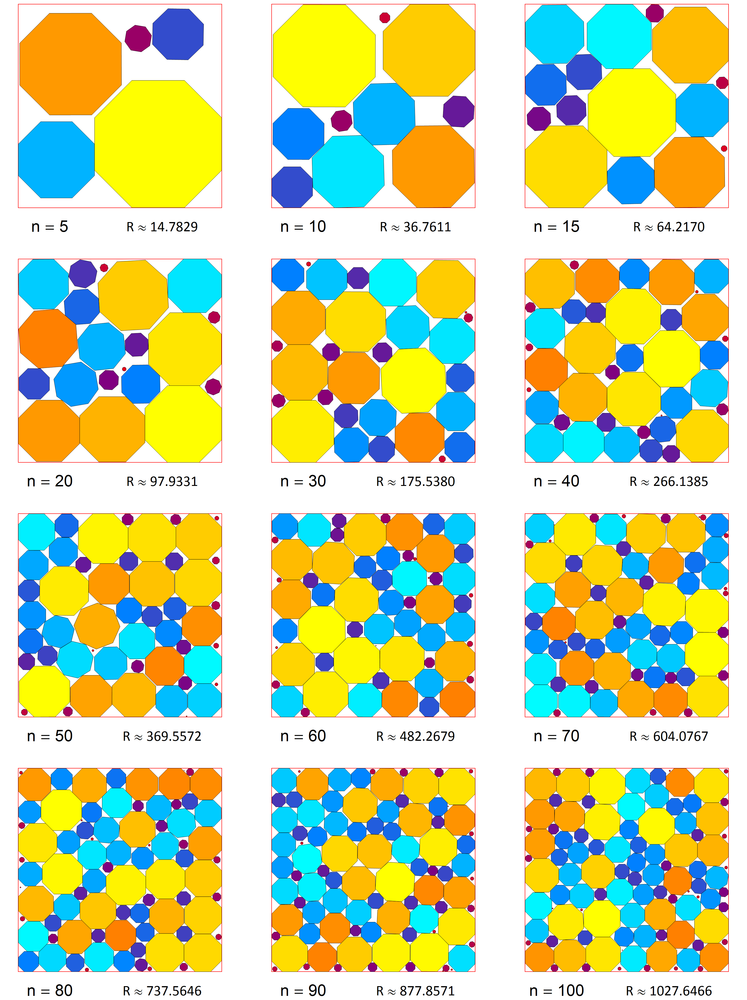 n = 5 R ≈ 14.7829
n = 10 R ≈ 36.7611
n = 15 R ≈ 64.2170
n = 20 R ≈ 97.9331
n = 30 R ≈ 175.5380
n = 40 R ≈ 266.1385
n = 50 R ≈ 369.5572
n = 60 R ≈ 482.2679
n = 70 R ≈ 604.0767
n = 80 R ≈ 737.5646
n = 90 R ≈ 877.8571
n = 100 R ≈ 1027.6466